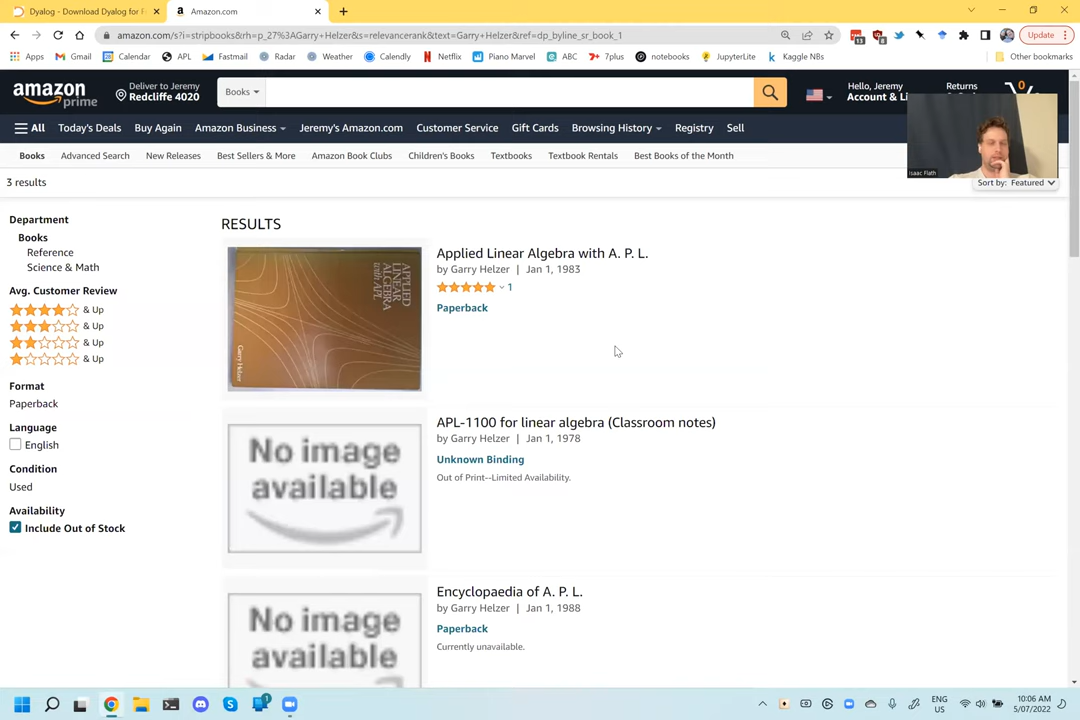 Dyalog - Download Dyalog for F
Amazon.com
amazon.com/s?i=stripbooks&rh=p_27%3AGarry+Helzer&s=relevancerank&text=Garry+Helzer&ref=dp_byline_sr_book_1
Update
Apps Gmail Calendar APL Fastmail Radar Weather Calendly Netflix Piano Marvel ABC 7plus notebooks JupyterLite Kaggle NBs Other bookmarks
amazon prime
Deliver to Jeremy
Redcliffe 4020
Books
Hello, Jeremy
Account & Li
Returns
0
All Today's Deals Buy Again Amazon Business Jeremy's Amazon.com Customer Service Gift Cards Browsing History Registry Sell
Books Advanced Search New Releases Best Sellers & More Amazon Book Clubs Children's Books Textbooks Textbook Rentals Best Books of the Month
Isaac Flath
3 results
Sort by: Featured
Department
Books
Reference
Science & Math
Avg. Customer Review
& Up
& Up
& Up
& Up
Format
Paperback
Language
English
Condition
Used
Availability
Include Out of Stock
RESULTS
APPLIED
LINEAR
ALGEBRA
with APL
Garry Helzer
Applied Linear Algebra with A. P. L.
by Garry Helzer | Jan 1, 1983
1
Paperback
No image
available
APL-1100 for linear algebra (Classroom notes)
by Garry Helzer | Jan 1, 1978
Unknown Binding
Out of Print--Limited Availability.
No image
available
Encyclopaedia of A. P. L.
by Garry Helzer | Jan 1, 1988
Paperback
Currently unavailable.
ENG
US
10:06 AM
5/07/2022